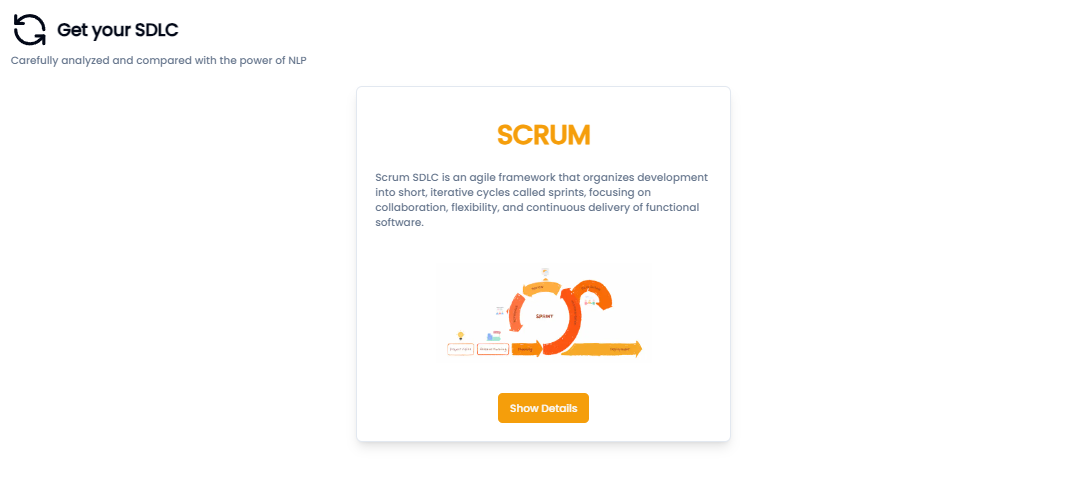 Get your SDLC
Carefully analyzed and compared with the power of NLP
SCRUM
Scrum SDLC is an agile framework that organizes development
into short, iterative cycles called sprints, focusing on
collaboration, flexibility, and continuous delivery of functional
software.
SPRINT
Show Details